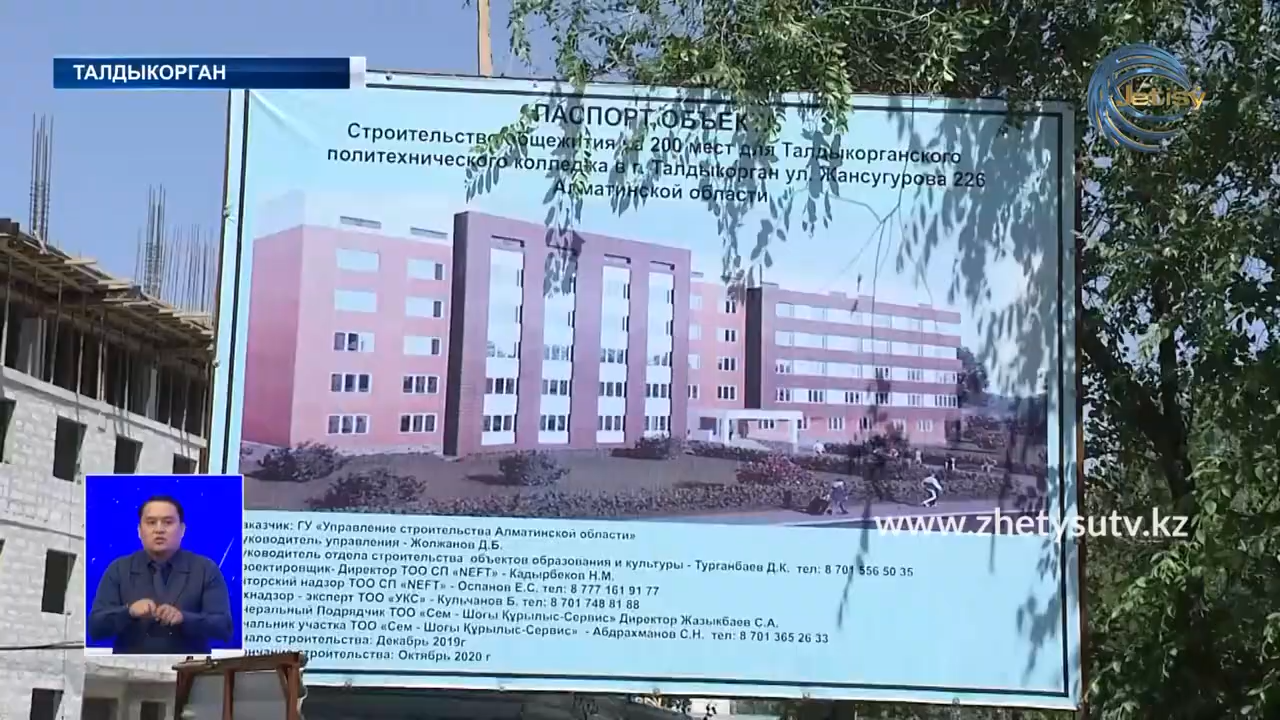 ТАЛДЫКОРГАН
Jetisy
ПАСПОРТ ОБЪЕК
Строительство общежития на 200 мест для Талдыкорганского
политехнического колледжа в г. Талдыкорган ул. Жансугурова 226
Алматинской области
www.zhetysutv.kz
аказчик: ГУ «Управление строительства Алматинской области»
уководитель управления - Жолжанов Д.Б.
уководитель отдела строительства объектов образования и культуры - Турганбаев Д.К. тел: 8 701 556 50 35
роектировщик- Директор ТОО СП «NEFT» - Кадырбеков Н.М.
торский надзор ТОО СП «NEFT» - Оспанов Е.С. тел: 8 777 161 91 77
хнадзор - эксперт ТОО «УКС» - Кульчанов Б. тел: 8 701 748 81 88
неральный Подрядчик ТОО «Сем - Шоғы Құрылыс-Сервис» Директор Жазыкбаев С.А.
чальник участка ТОО «Сем - Шоғы Құрылыс-Сервис» - Абдрахманов С.Н. тел: 8 701 365 26 33
чало строительства: Декабрь 2019г
ончание строительства: Октябрь 2020 г